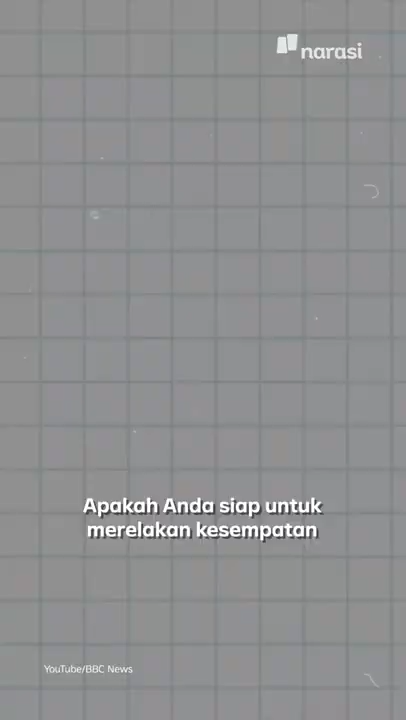 narasi
Apakah Anda siap untuk
merelakan kesempatan
YouTube/BBC News